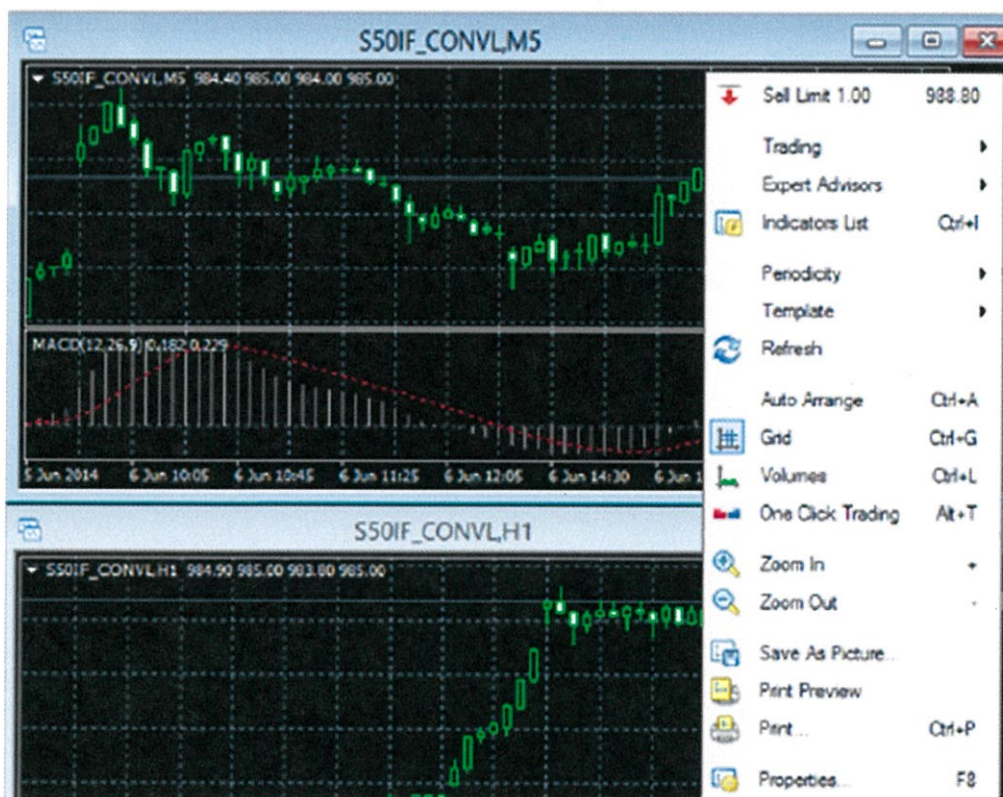 S50IF_CONVL,M5
S50IF_CONVL,M5 984.40 985.00 984.00 985.00
MACD(12,26,9) 0.182 0.229
6 Jun 2014 6 Jun 10:05 6 Jun 10:45 6 Jun 11:25 6 Jun 12:05 6 Jun 14:30 6 Jun 1
S50IF_CONVL,H1
S50IF_CONVL,H1 984.90 985.00 983.80 985.00
Sell Limit 1.00 988.80
Trading
Expert Advisors
Indicators List Ctrl+I
Periodicity
Template
Refresh
Auto Arrange Ctrl+A
Grid Ctrl+G
Volumes Ctrl+L
One Click Trading Alt+T
Zoom In +
Zoom Out -
Save As Picture...
Print Preview
Print... Ctrl+P
Properties... F8